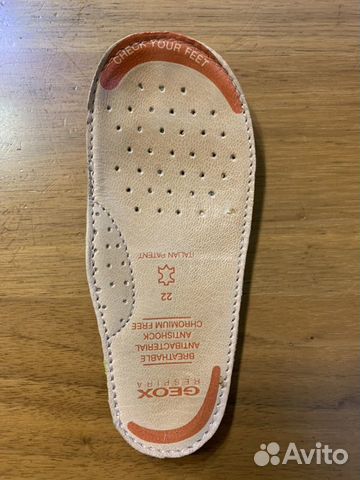 CHECK YOUR FEET
GEOX
RESPIRA
BREATHABLE
ANTIBACTERIAL
ANTISHOCK
CHROMIUM FREE
22
ITALIAN PATENT
Avito